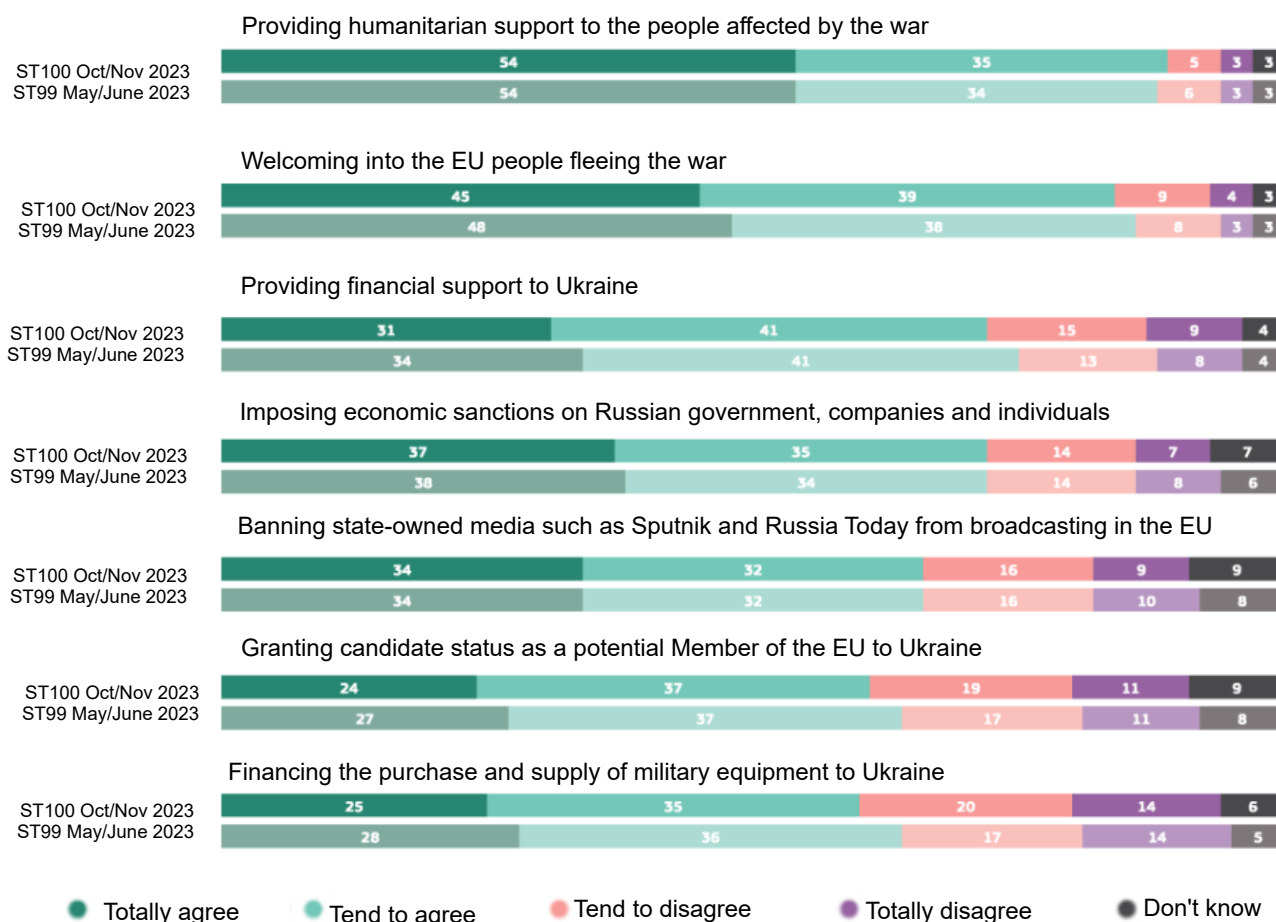 Providing humanitarian support to the people affected by the war
ST100 Oct/Nov 2023
54 35 5 3 3
ST99 May/June 2023
54 34 6 3 3
Welcoming into the EU people fleeing the war
ST100 Oct/Nov 2023
45 39 9 4 3
ST99 May/June 2023
48 38 8 3 3
Providing financial support to Ukraine
ST100 Oct/Nov 2023
31 41 15 9 4
ST99 May/June 2023
34 41 13 8 4
Imposing economic sanctions on Russian government, companies and individuals
ST100 Oct/Nov 2023
37 35 14 7 7
ST99 May/June 2023
38 34 14 8 6
Banning state-owned media such as Sputnik and Russia Today from broadcasting in the EU
ST100 Oct/Nov 2023
34 32 16 9 9
ST99 May/June 2023
34 32 16 10 8
Granting candidate status as a potential Member of the EU to Ukraine
ST100 Oct/Nov 2023
24 37 19 11 9
ST99 May/June 2023
27 37 17 11 8
Financing the purchase and supply of military equipment to Ukraine
ST100 Oct/Nov 2023
25 35 20 14 6
ST99 May/June 2023
28 36 17 14 5
Totally agree Tend to agree Tend to disagree Totally disagree Don't know